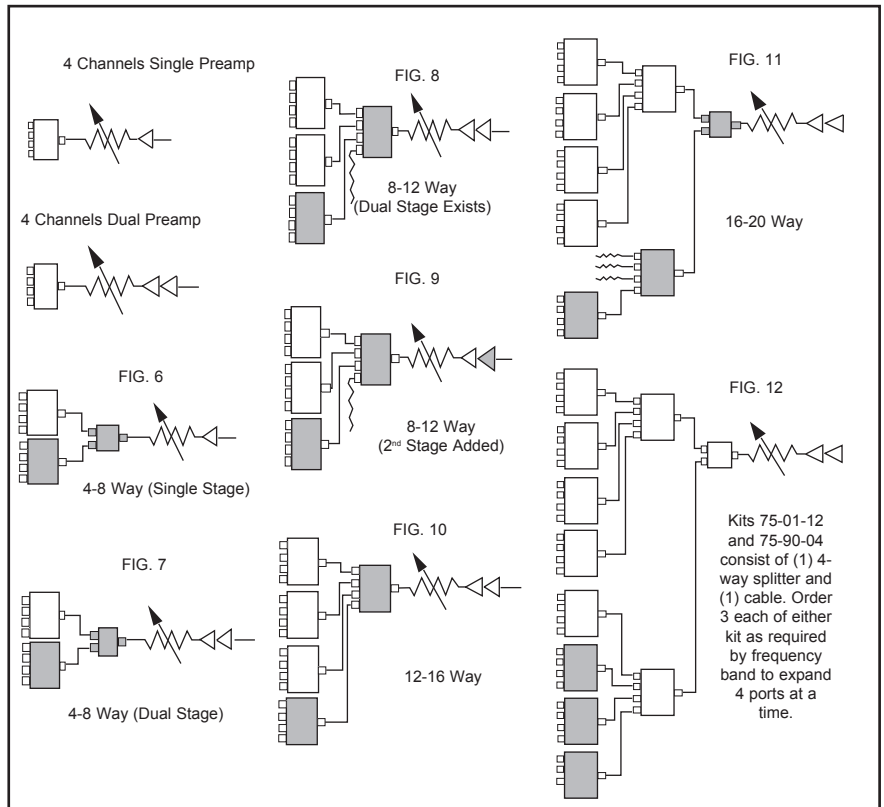 4 Channels Single Preamp
4 Channels Dual Preamp
FIG. 6
4-8 Way (Single Stage)
FIG. 7
4-8 Way (Dual Stage)
FIG. 8
8-12 Way
(Dual Stage Exists)
FIG. 9
8-12 Way
(2nd Stage Added)
FIG. 10
12-16 Way
FIG. 11
16-20 Way
FIG. 12
Kits 75-01-12
and 75-90-04
consist of (1) 4-
way splitter and
(1) cable. Order
3 each of either
kit as required
by frequency
band to expand
4 ports at a
time.